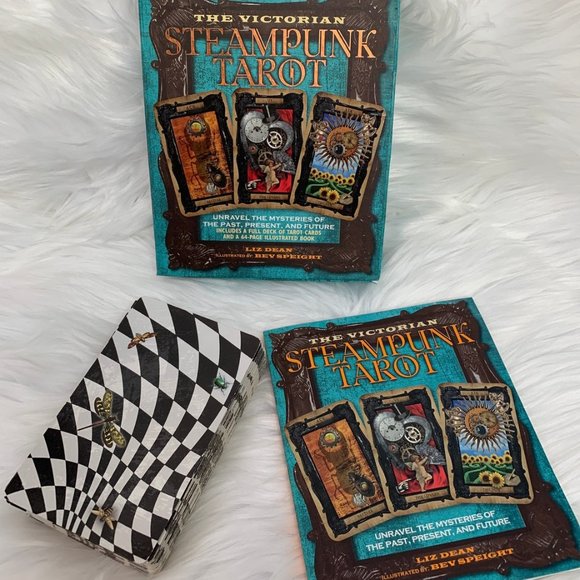 THE VICTORIAN
STEAMPUNK
TAROT
UNRAVEL THE MYSTERIES OF
THE PAST, PRESENT, AND FUTURE
INCLUDES A FULL DECK OF TAROT CARDS
AND A 64-PAGE ILLUSTRATED BOOK
LIZ DEAN
ILLUSTRATED BY: BEV SPEIGHT
THE VICTORIAN
STEAMPUNK
TAROT
UNRAVEL THE MYSTERIES OF
THE PAST, PRESENT, AND FUTURE
LIZ DEAN
ILLUSTRATED BY: BEV SPEIGHT